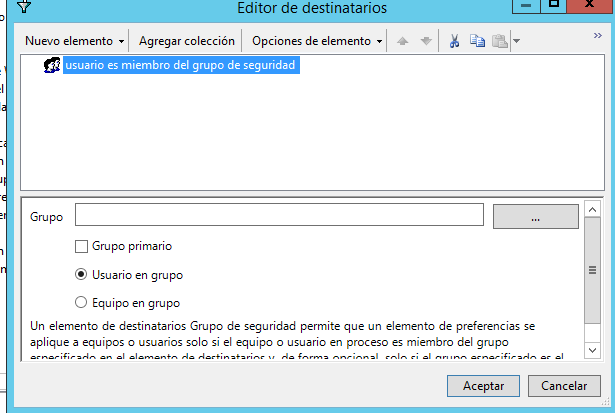 Editor de destinatarios
Nuevo elemento Agregar colección Opciones de elemento »
usuario es miembro del grupo de seguridad
Grupo ...
Grupo primario
Usuario en grupo
Equipo en grupo
Un elemento de destinatarios Grupo de seguridad permite que un elemento de preferencias se
aplique a equipos o usuarios solo si el equipo o usuario en proceso es miembro del grupo
especificado en el elemento de destinatarios y, de forma opcional, solo si el grupo especificado es el
Aceptar Cancelar